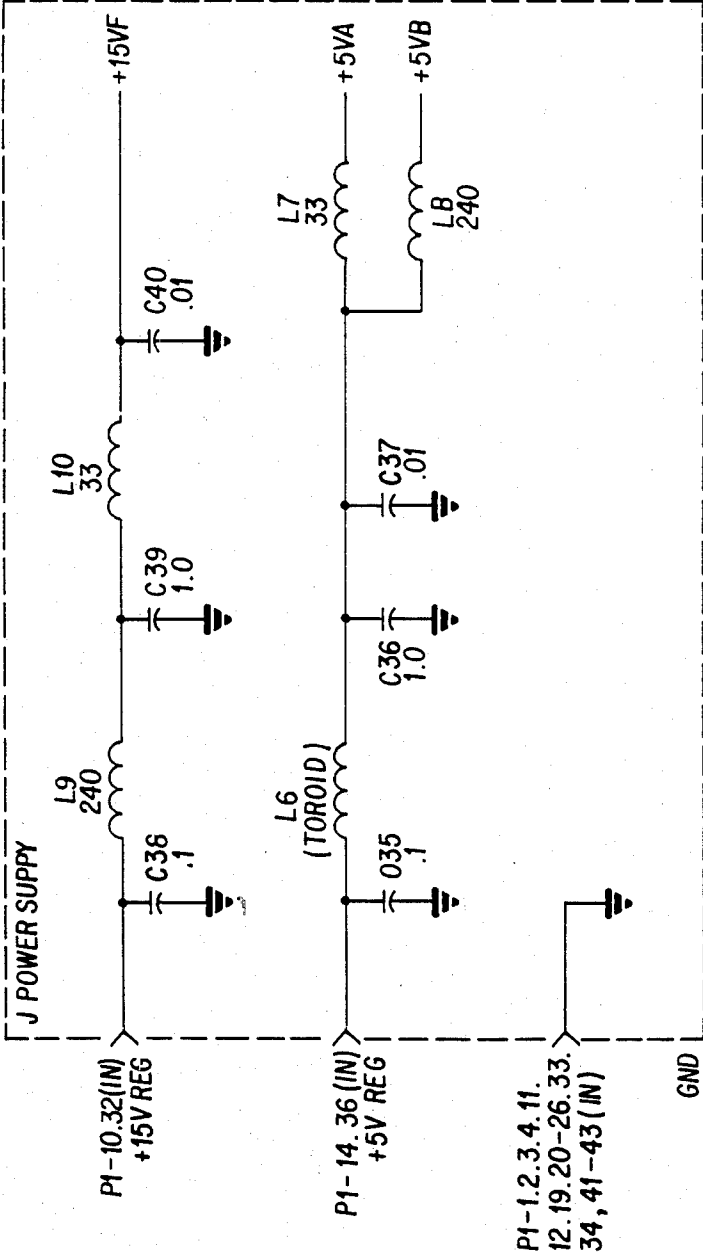 J POWER SUPPY
P1-10.32(IN)
+15V REG
C38
.1
L9
240
C39
1.0
L10
33
C40
.01
+15VF
P1-14.36(IN)
+5V REG
O35
.1
L6
(TOROID)
C36
1.0
C37
.01
L7
33
+5VA
LB
240
+5VB
P1-1.2.3.4.11.
12.19.20-26.33.
34, 41-43(IN)
GND